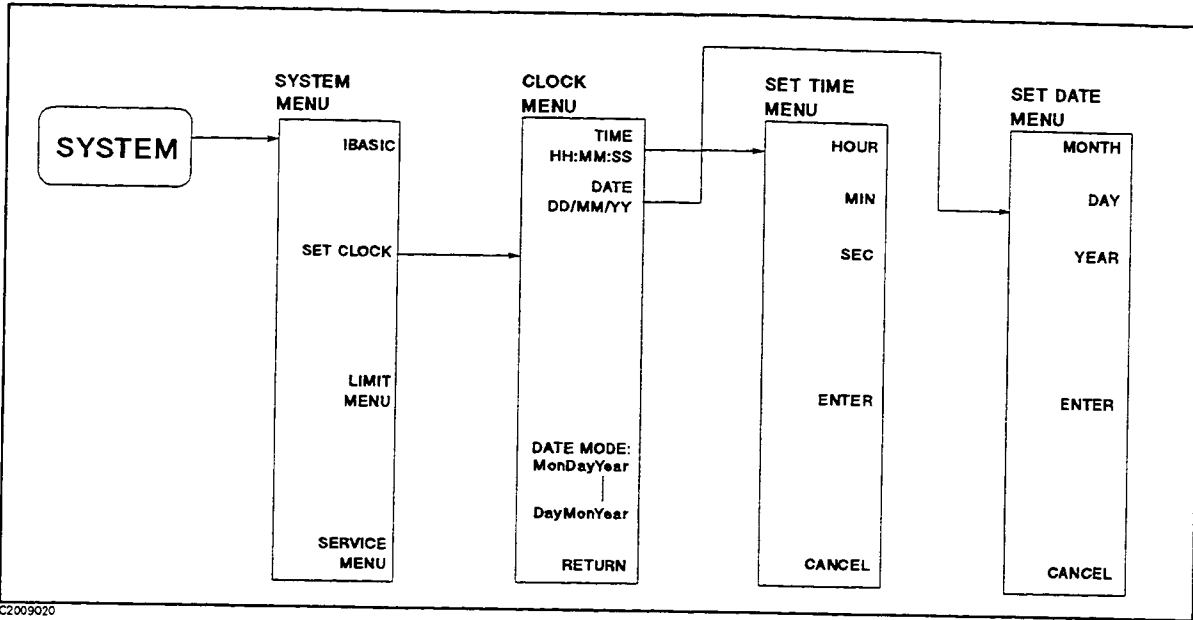 SYSTEM
SYSTEM
MENU
IBASIC
SET CLOCK
LIMIT
MENU
SERVICE
MENU
CLOCK
MENU
TIME
HH:MM:SS
DATE
DD/MM/YY
DATE MODE:
MonDayYear
DayMonYear
RETURN
SET TIME
MENU
HOUR
MIN
SEC
ENTER
CANCEL
SET DATE
MENU
MONTH
DAY
YEAR
ENTER
CANCEL
C2009020